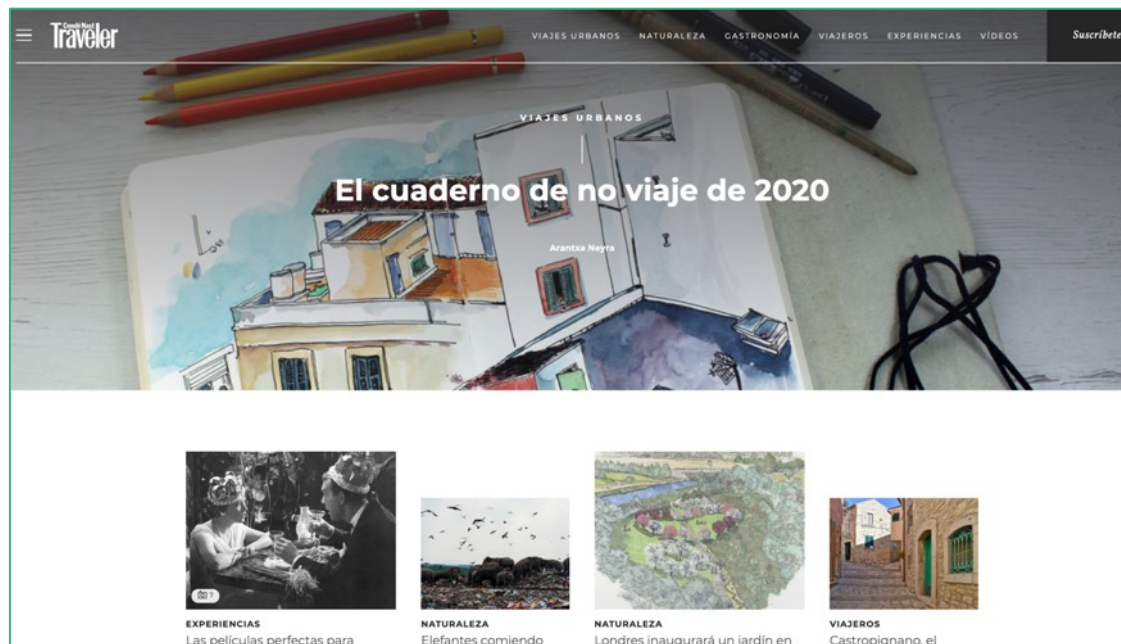 Condé Nast
Traveler
VIAJES URBANOS NATURALEZA GASTRONOMÍA VIAJEROS EXPERIENCIAS VÍDEOS
Suscríbete
VIAJES URBANOS
El cuaderno de no viaje de 2020
Arantxa Neyra
7
EXPERIENCIAS
Las películas perfectas para
NATURALEZA
Elefantes comiendo
NATURALEZA
Londres inaugurará un jardín en
VIAJEROS
Castropignano, el